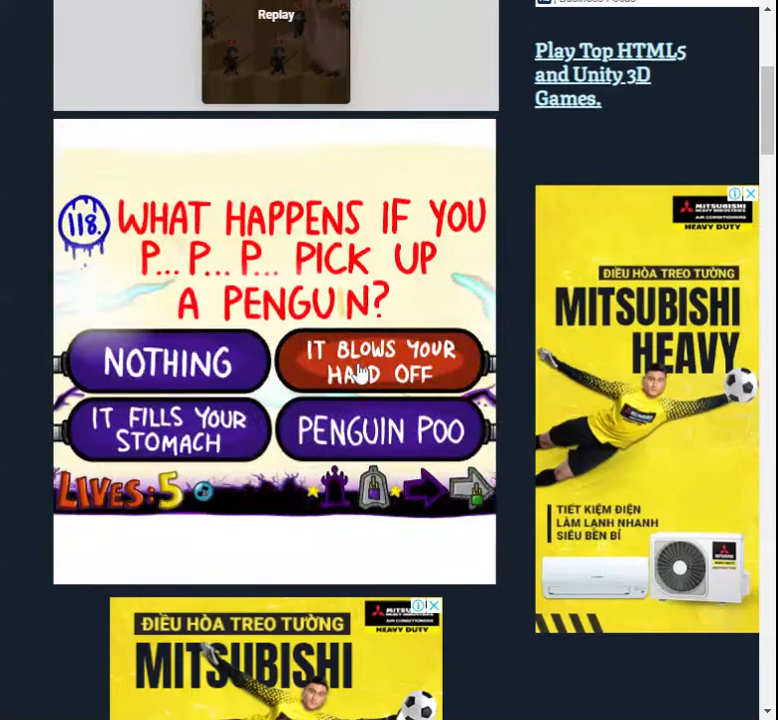 Replay
Play Top HTML5
and Unity 3D
Games.
118.
WHAT HAPPENS IF YOU
P... P... P... PICK UP
A PENGUIN?
NOTHING
IT BLOWS YOUR
HAND OFF
IT FILLS YOUR
STOMACH
PENGUIN POO
LIVES:5
MITSUBISHI
HEAVY INDUSTRIES
AIR CONDITIONERS
HEAVY DUTY
ĐIỀU HÒA TREO TƯỜNG
MITSUBISHI
HEAVY
TIẾT KIỆM ĐIỆN
LÀM LẠNH NHANH
SIÊU BỀN BỈ
ĐIỀU HÒA TREO TƯỜNG
HEAVY DUTY
MITSUBISHI